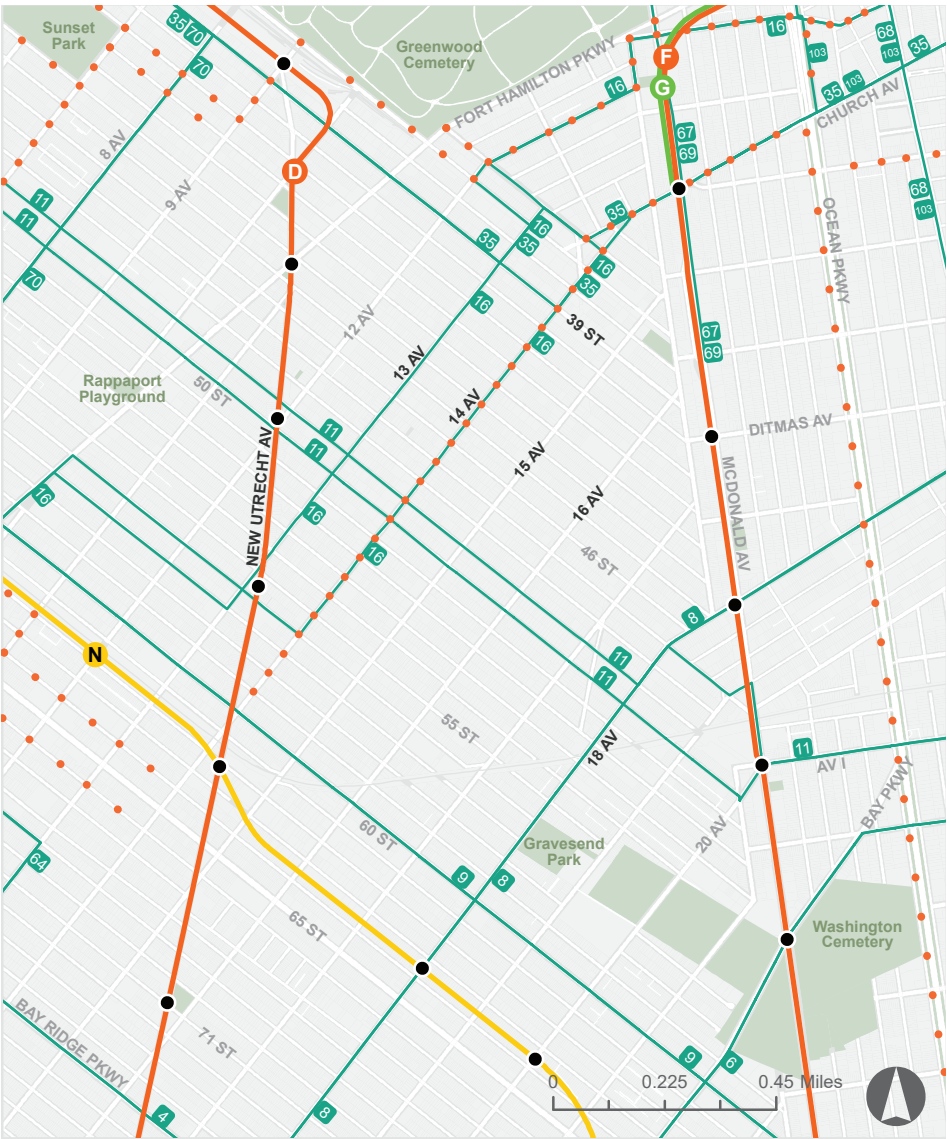 35
70
Sunset
Park
16
68
103
35
103
Greenwood
Cemetery
FORT HAMILTON PKWY
F
70
G
16
35
103
CHURCH AV
8 AV
67
69
D
9 AV
68
103
11
11
35
16
35
35
OCEAN PKWY
70
16
35
16
12 AV
39 ST
67
69
16
13 AV
Rappaport
Playground
50 ST
14 AV
DITMAS AV
11
11
NEW UTRECHT AV
15 AV
MCDONALD AV
16 AV
16
16
16
46 ST
8
N
11
11
55 ST
18 AV
11
AV I
BAY PKWY
20 AV
60 ST
Gravesend
Park
64
9
8
65 ST
Washington
Cemetery
BAY RIDGE PKWY
71 ST
9
6
0
0.225
0.45 Miles
4
8